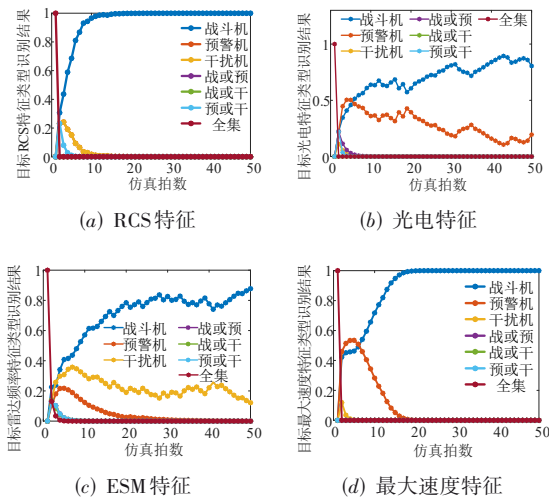 目标RCS特征类型识别结果
1
0.8
0.6
0.4
0.2
0
战斗机
预警机
干扰机
战或预
战或干
预或干
全集
0 10 20 30 40 50
仿真拍数
(a) RCS特征
目标光电特征类型识别结果
1
0.5
0
战斗机 战或预
预警机 战或干
干扰机 预或干
全集
0 10 20 30 40 50
仿真拍数
(b) 光电特征
目标雷达频率特征类型识别结果
1
0.8
0.6
0.4
0.2
0
战斗机 战或预
预警机 战或干
干扰机 预或干
全集
0 10 20 30 40 50
仿真拍数
(c) ESM特征
目标最大速度特征类型识别结果
1
0.8
0.6
0.4
0.2
0
战斗机
预警机
干扰机
战或预
战或干
预或干
全集
0 10 20 30 40 50
仿真拍数
(d) 最大速度特征